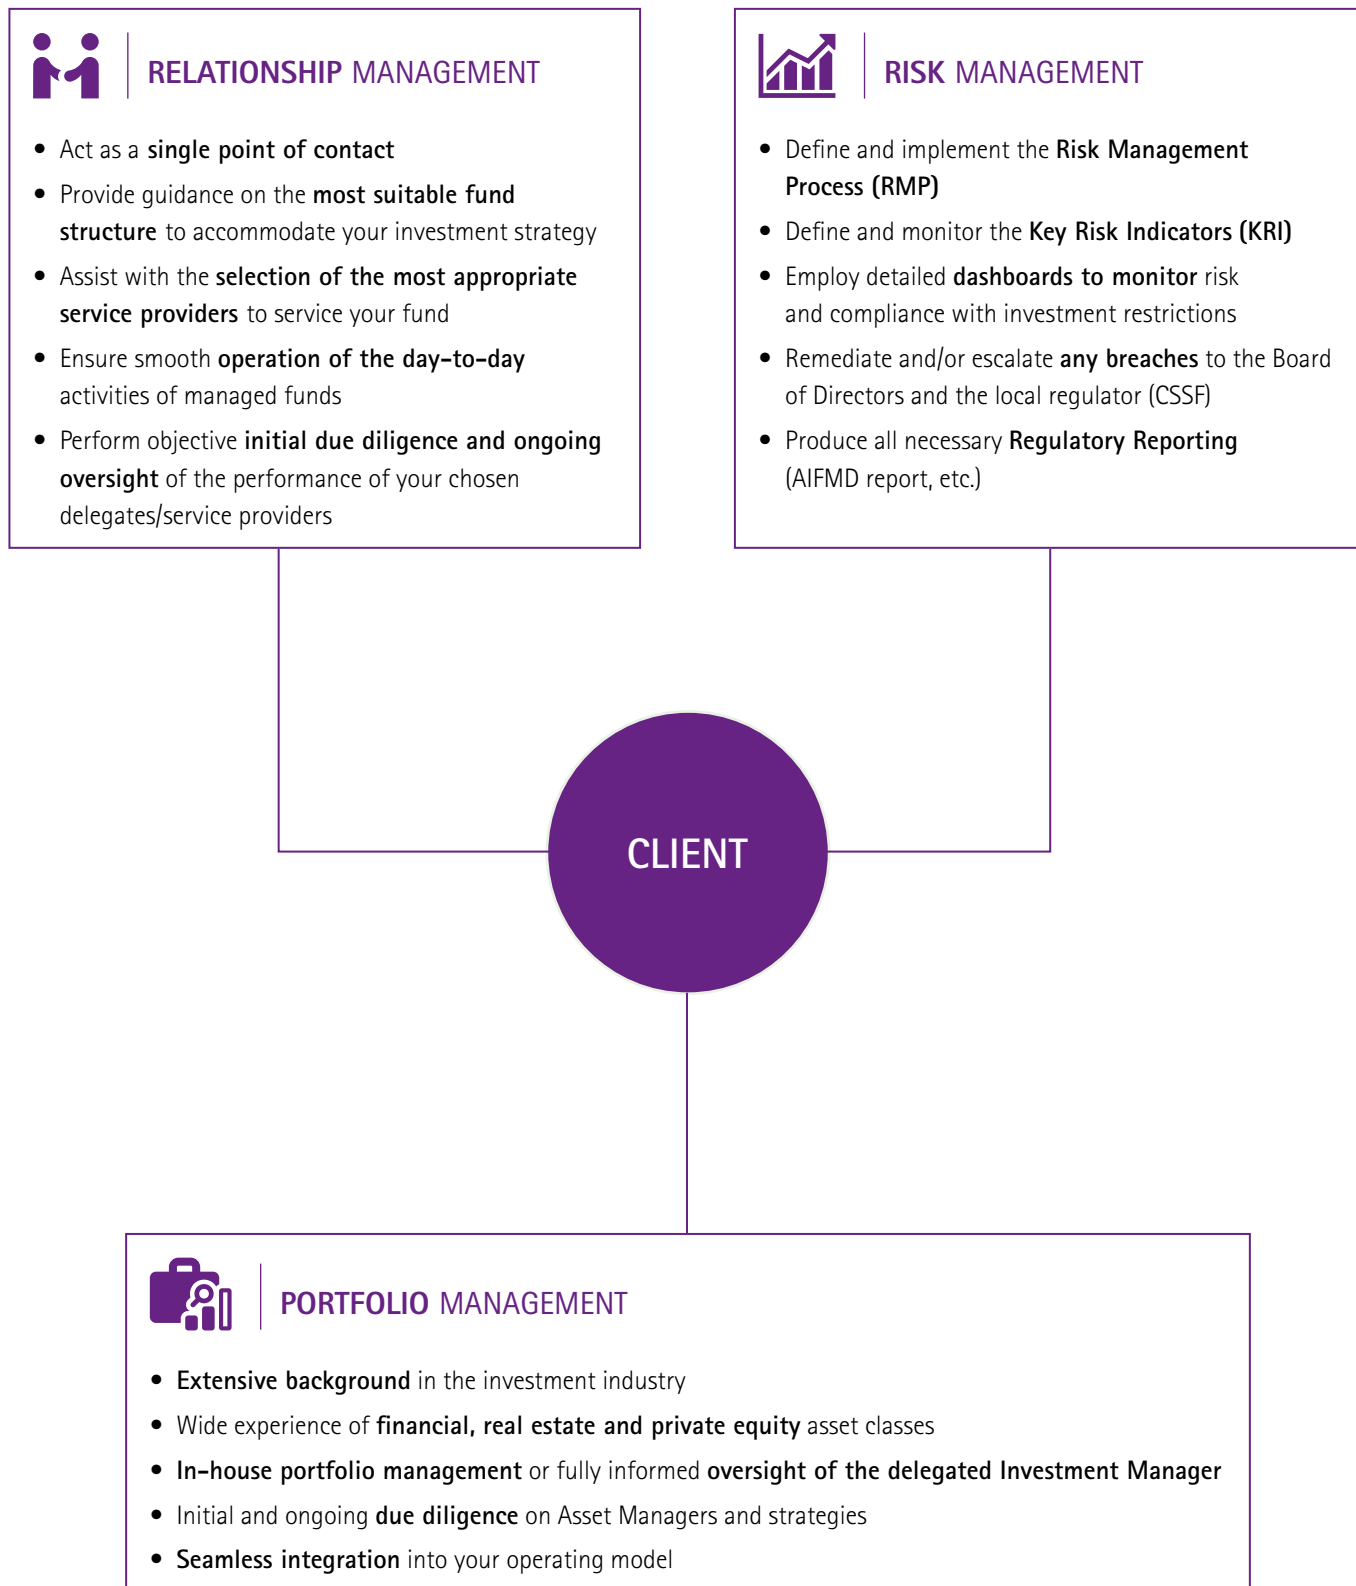 RELATIONSHIP MANAGEMENT
• Act as a single point of contact
• Provide guidance on the most suitable fund
structure to accommodate your investment strategy
• Assist with the selection of the most appropriate
service providers to service your fund
• Ensure smooth operation of the day-to-day
activities of managed funds
• Perform objective initial due diligence and ongoing
oversight of the performance of your chosen
delegates/service providers
RISK MANAGEMENT
• Define and implement the Risk Management
Process (RMP)
• Define and monitor the Key Risk Indicators (KRI)
• Employ detailed dashboards to monitor risk
and compliance with investment restrictions
• Remediate and/or escalate any breaches to the Board
of Directors and the local regulator (CSSF)
• Produce all necessary Regulatory Reporting
(AIFMD report, etc.)
CLIENT
PORTFOLIO MANAGEMENT
• Extensive background in the investment industry
• Wide experience of financial, real estate and private equity asset classes
• In-house portfolio management or fully informed oversight of the delegated Investment Manager
• Initial and ongoing due diligence on Asset Managers and strategies
• Seamless integration into your operating model